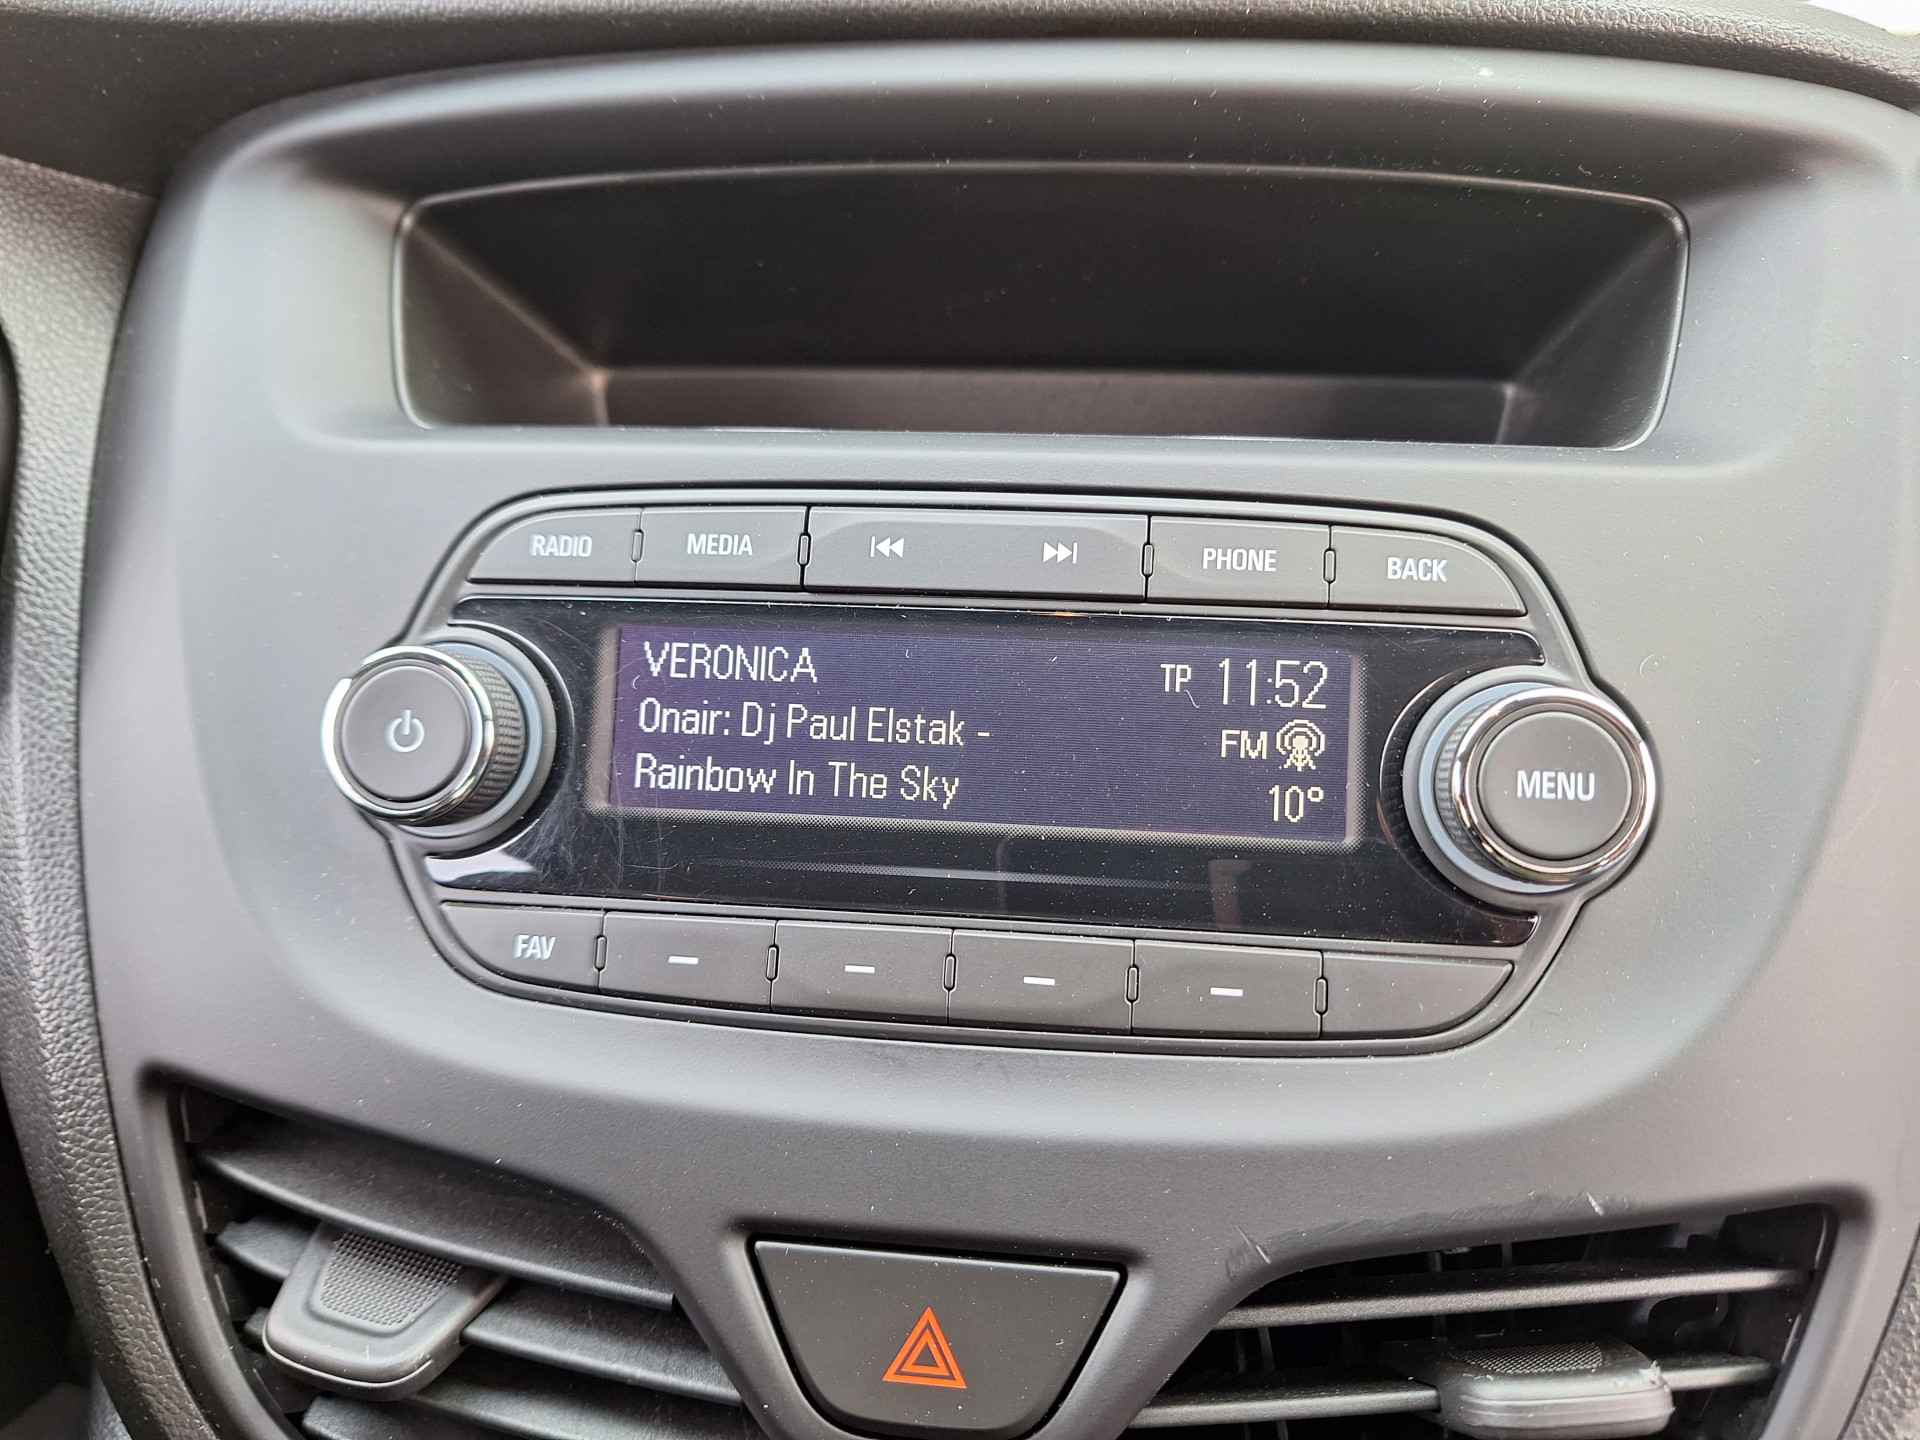 RADIO MEDIA PHONE BACK
VERONICA TP 11:52
Onair: Dj Paul Elstak - FM
Rainbow In The Sky 10°
MENU
FAV